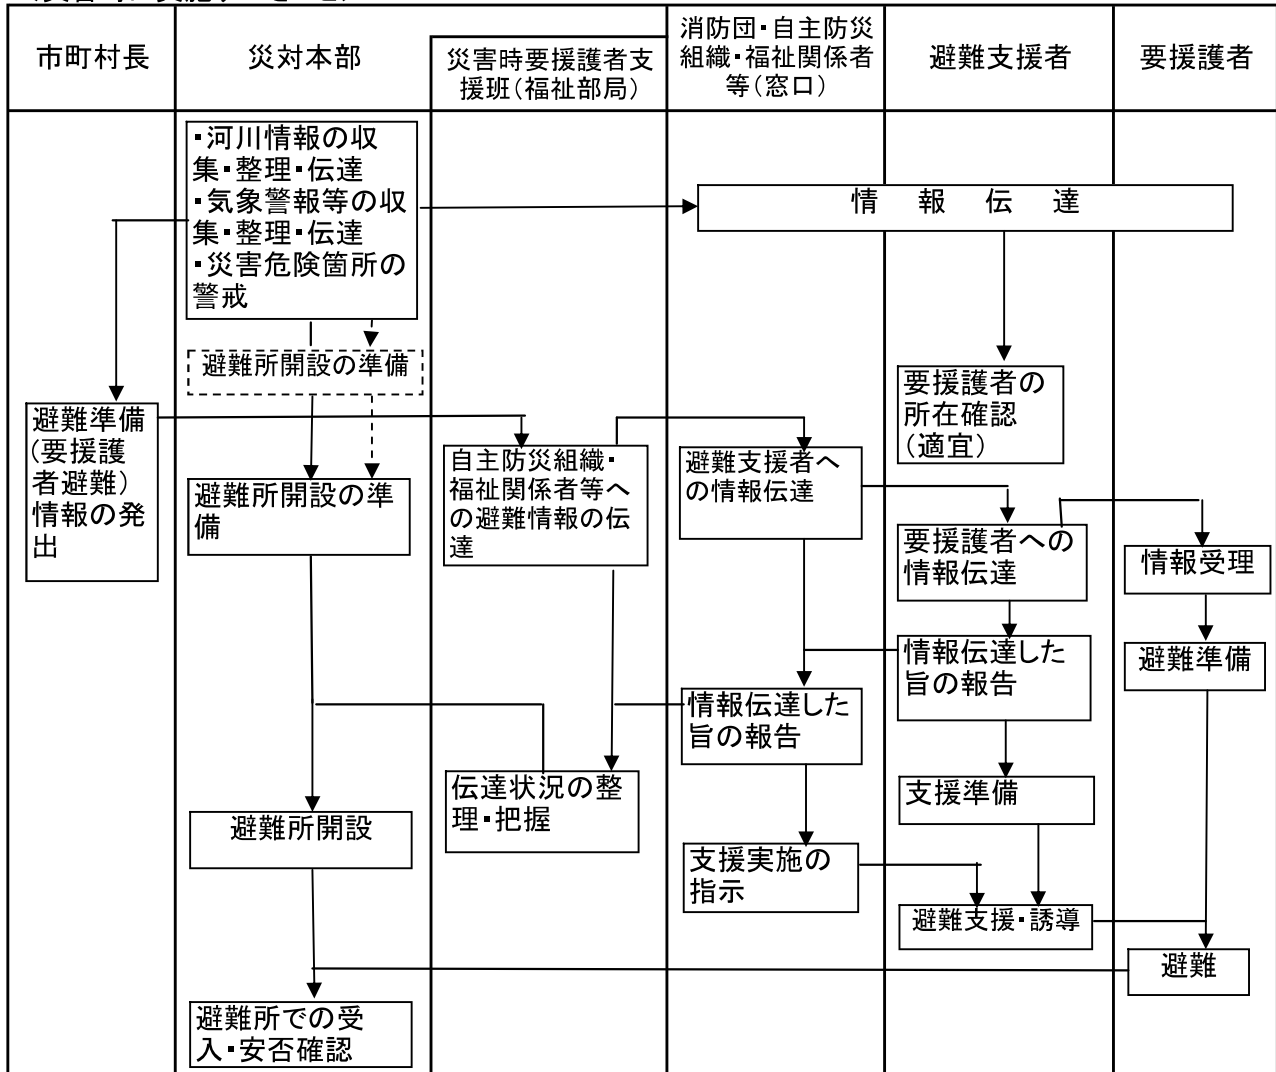 市町村長
災対本部
災害時要援護者支
援班（福祉部局）
消防団・自主防災
組織・福祉関係者
等（窓口）
避難支援者
要援護者
・河川情報の収
集・整理・伝達
・気象警報等の収
集・整理・伝達
・災害危険箇所の
警戒
情　報　伝　達
避難所開設の準備
要援護者の
所在確認
（適宜）
避難準備
（要援護
者避難）
情報の発
出
避難所開設の準
備
自主防災組織・
福祉関係者等へ
の避難情報の伝
達
避難支援者へ
の情報伝達
要援護者への
情報伝達
情報受理
情報伝達した
旨の報告
避難準備
情報伝達した
旨の報告
伝達状況の整
理・把握
支援準備
避難所開設
支援実施の
指示
避難支援・誘導
避難
避難所での受
入・安否確認